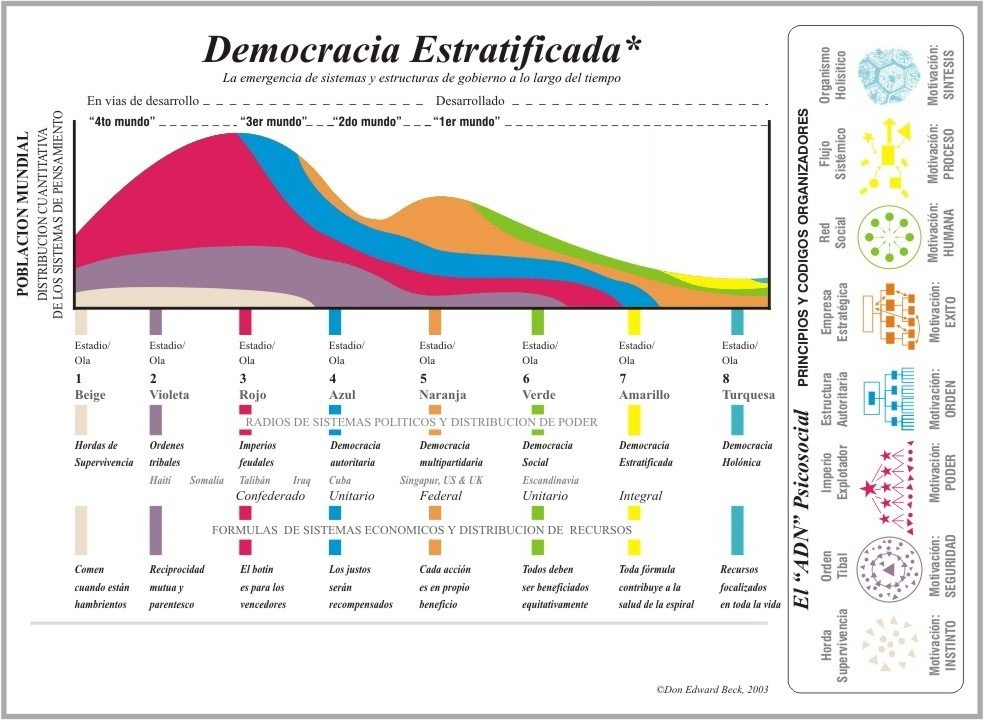 Democracia Estratificada*
La emergencia de sistemas y estructuras de gobierno a lo largo del tiempo
En vías de desarrollo
Desarrollado
“4to mundo”
“3er mundo”
“2do mundo”
“1er mundo”
POBLACION MUNDIAL
DISTRIBUCION CUANTITATIVA
DE LOS SISTEMAS DE PENSAMIENTO
Estadio/ Estadio/ Estadio/ Estadio/ Estadio/ Estadio/ Estadio/ Estadio/
Ola Ola Ola Ola Ola Ola Ola Ola
1 2 3 4 5 6 7 8
Beige Violeta Rojo Azul Naranja Verde Amarillo Turquesa
RADIOS DE SISTEMAS POLITICOS Y DISTRIBUCION DE PODER
Hordas de Ordenes Imperios Democracia Democracia Democracia Democracia Democracia
Supervivencia tribales feudales autoritaria multipartidaria Social Estratificada Holónica
Haití Somalia Talibán Iraq Cuba Singapur, US & UK Escandinavia
Confederado Unitario Federal Unitario Integral
FORMULAS DE SISTEMAS ECONOMICOS Y DISTRIBUCION DE RECURSOS
Comen Reciprocidad El botín Los justos Cada acción Todos deben Toda fórmula Recursos
cuando están mutua y es para los serán es en propio ser beneficiados contribuye a la focalizados
hambrientos parentesco vencedores recompensados beneficio equitativamente salud de la espiral en toda la vida
©Don Edward Beck, 2003
El “ADN” Psicosocial PRINCIPIOS Y CODIGOS ORGANIZADORES
Organismo
Holísitico
Motivación:
SINTESIS
Flujo
Sistémico
Motivación:
PROCESO
Red
Social
Motivación:
HUMANA
Empresa
Estratégica
Motivación:
EXITO
Estructura
Autoritaria
Motivación:
ORDEN
Imperio
Explotador
Motivación:
PODER
Orden
Tibal
Motivación:
SEGURIDAD
Horda
Supervivencia
Motivación:
INSTINTO